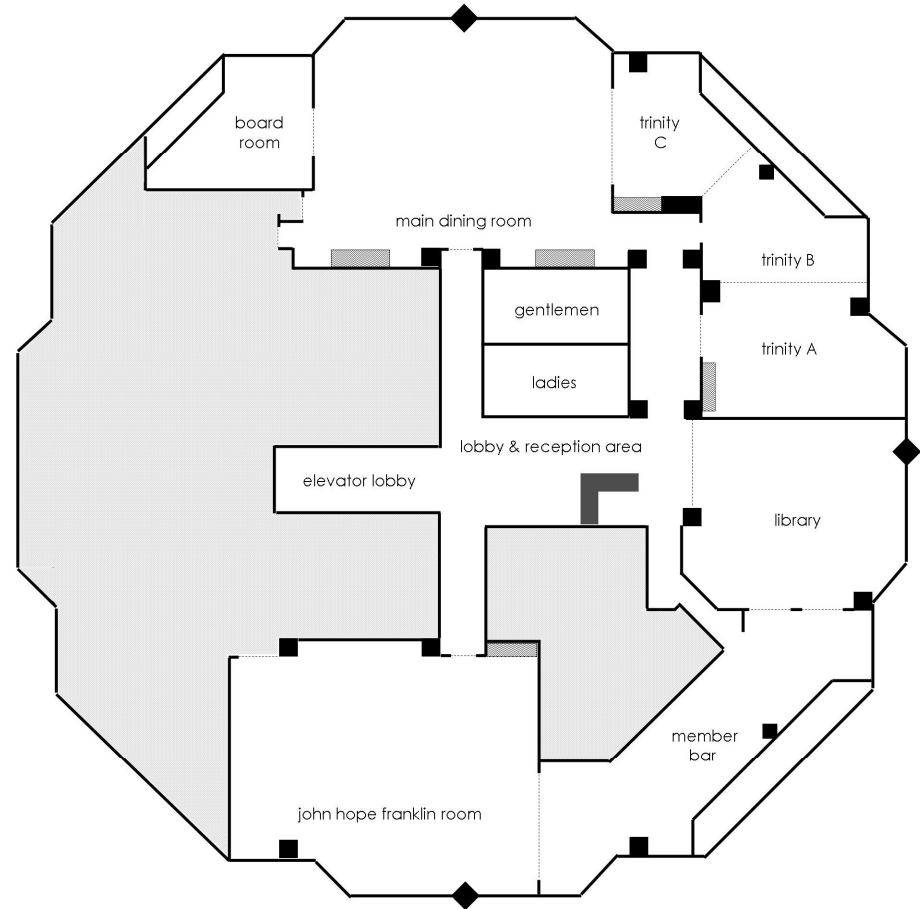 board
room
trinity
C
main dining room
trinity B
gentlemen
trinity A
ladies
lobby & reception area
elevator lobby
library
member
bar
john hope franklin room